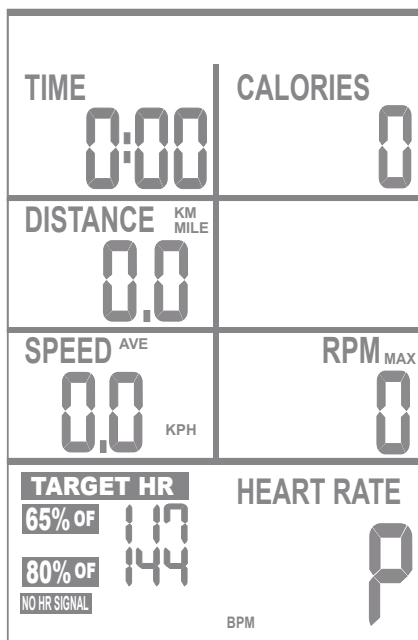 TIME
0:00
CALORIES
0
DISTANCE KM
MILE
0.0
SPEED AVE
0.0 KPH
RPM MAX
0
TARGET HR
65% OF 117
80% OF 144
NO HR SIGNAL
HEART RATE
P
BPM